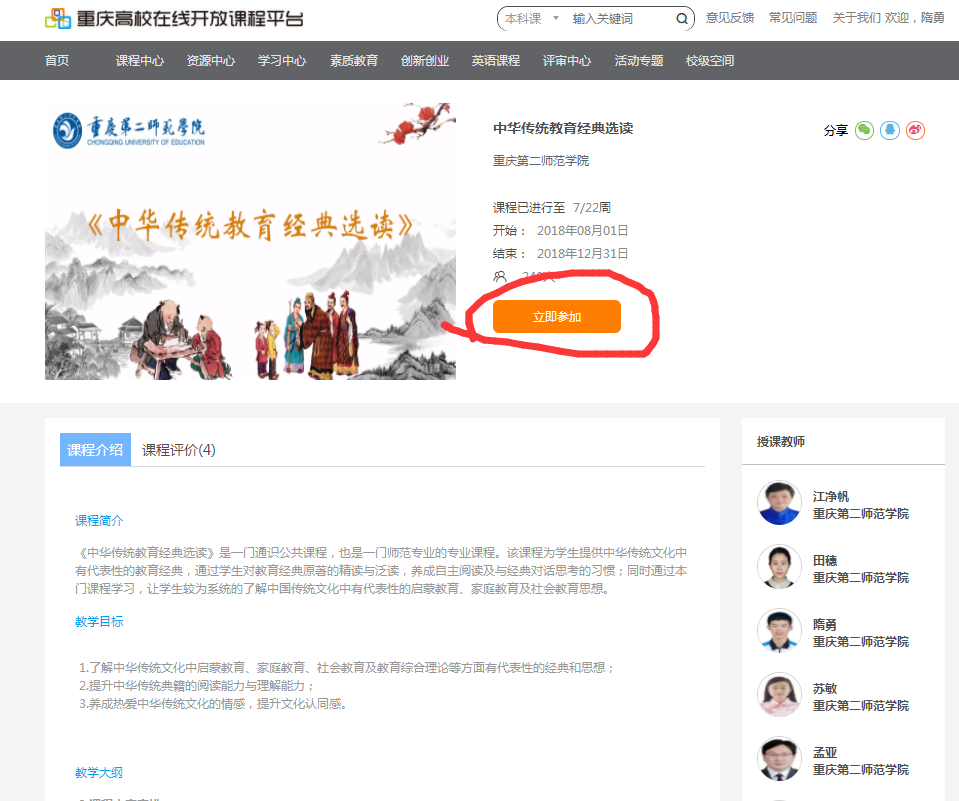 重庆高校在线开放课程平台
本科课 输入关键词 意见反馈 常见问题 关于我们 欢迎，隋勇
首页 课程中心 资源中心 学习中心 素质教育 创新创业 英语课程 评审中心 活动专题 校级空间
重庆第二师范學院
CHONGQING UNIVERSITY OF EDUCATION
《中华传统教育经典选读》
中华传统教育经典选读
分享
重庆第二师范学院
课程已进行至 7/22周
开始： 2018年08月01日
结束： 2018年12月31日
立即参加
课程介绍 课程评价(4)
课程简介
《中华传统教育经典选读》是一门通识公共课程，也是一门师范专业的专业课程。该课程为学生提供中华传统文化中
有代表性的教育经典，通过学生对教育经典原著的精读与泛读，养成自主阅读及与经典对话思考的习惯；同时通过本
门课程学习，让学生较为系统的了解中国传统文化中有代表性的启蒙教育、家庭教育及社会教育思想。
教学目标
1.了解中华传统文化中启蒙教育、家庭教育、社会教育及教育综合理论等方面有代表性的经典和思想；
2.提升中华传统典籍的阅读能力与理解能力；
3.养成热爱中华传统文化的情感，提升文化认同感。
教学大纲
授课教师
江净帆
重庆第二师范学院
田穗
重庆第二师范学院
隋勇
重庆第二师范学院
苏敏
重庆第二师范学院
孟亚
重庆第二师范学院